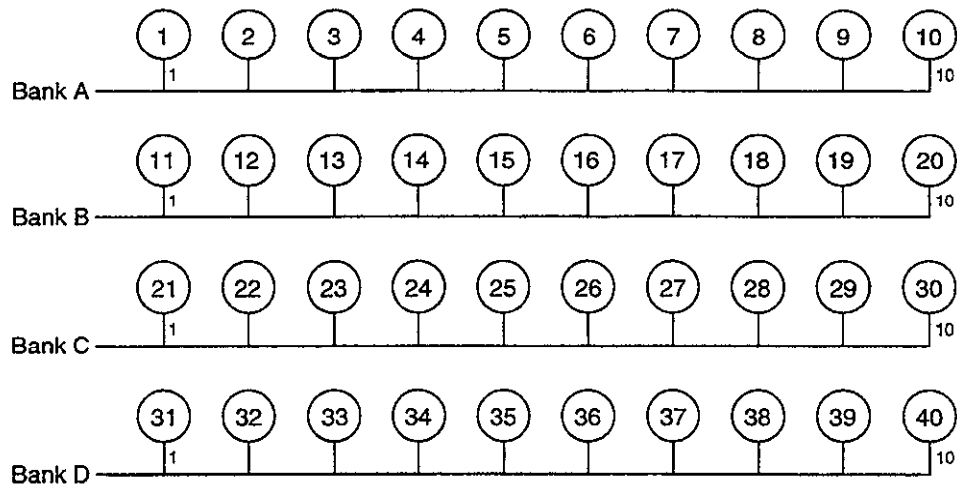 1 2 3 4 5 6 7 8 9 10
1 10
Bank A
11 12 13 14 15 16 17 18 19 20
1 10
Bank B
21 22 23 24 25 26 27 28 29 30
1 10
Bank C
31 32 33 34 35 36 37 38 39 40
1 10
Bank D